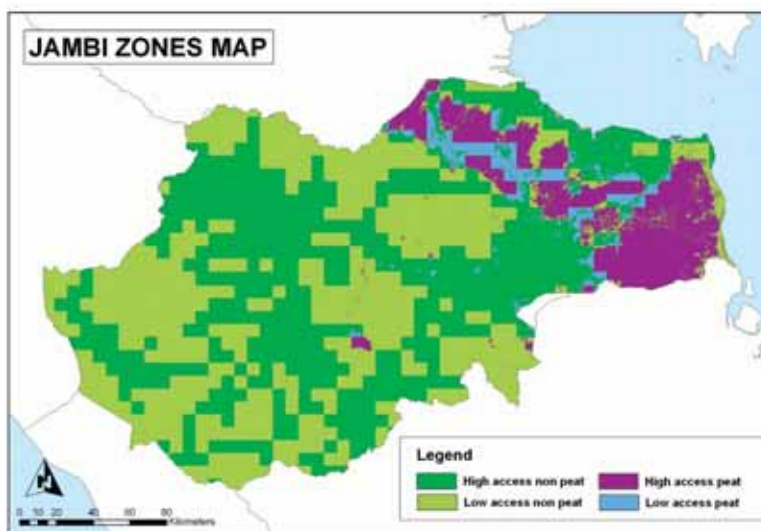 JAMBI ZONES MAP
Legend
High access non peat
High access peat
Low access non peat
Low access peat
N
0 10 20 40 60 80
Kilometers